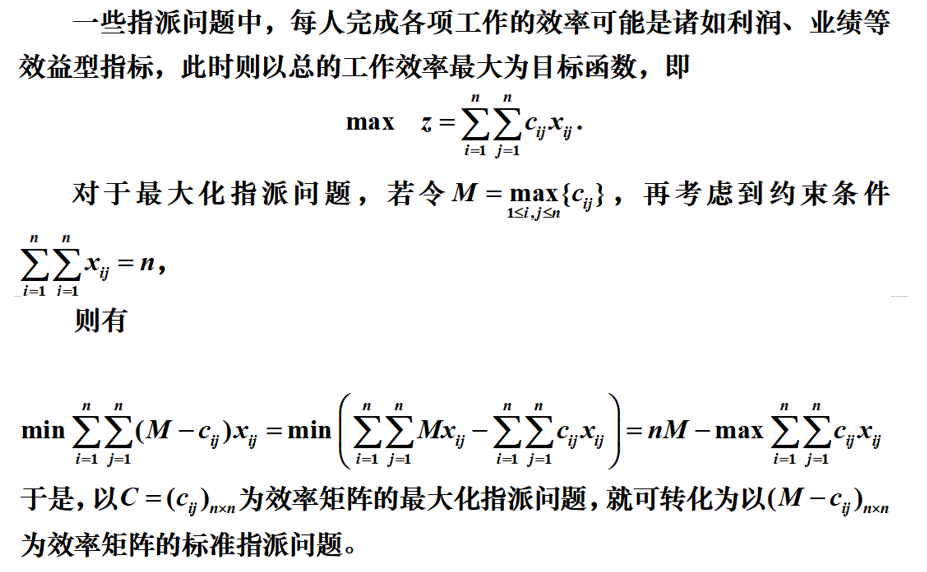 一些指派问题中，每人完成各项工作的效率可能是诸如利润、业绩等
效益型指标，此时则以总的工作效率最大为目标函数，即
$\max \quad z = \sum_{i=1}^{n} \sum_{j=1}^{n} c_{ij} x_{ij}.$
对于最大化指派问题，若令 $M = \max_{1 \le i,j \le n} \{c_{ij}\}$，再考虑到约束条件
$\sum_{i=1}^{n} \sum_{j=1}^{n} x_{ij} = n$，
则有
$\min \sum_{i=1}^{n} \sum_{j=1}^{n} (M - c_{ij}) x_{ij} = \min \left( \sum_{i=1}^{n} \sum_{j=1}^{n} M x_{ij} - \sum_{i=1}^{n} \sum_{j=1}^{n} c_{ij} x_{ij} \right) = nM - \max \sum_{i=1}^{n} \sum_{j=1}^{n} c_{ij} x_{ij}$
于是，以 $C = (c_{ij})_{n \times n}$ 为效率矩阵的最大化指派问题，就可转化为以 $(M - c_{ij})_{n \times n}$
为效率矩阵的标准指派问题。